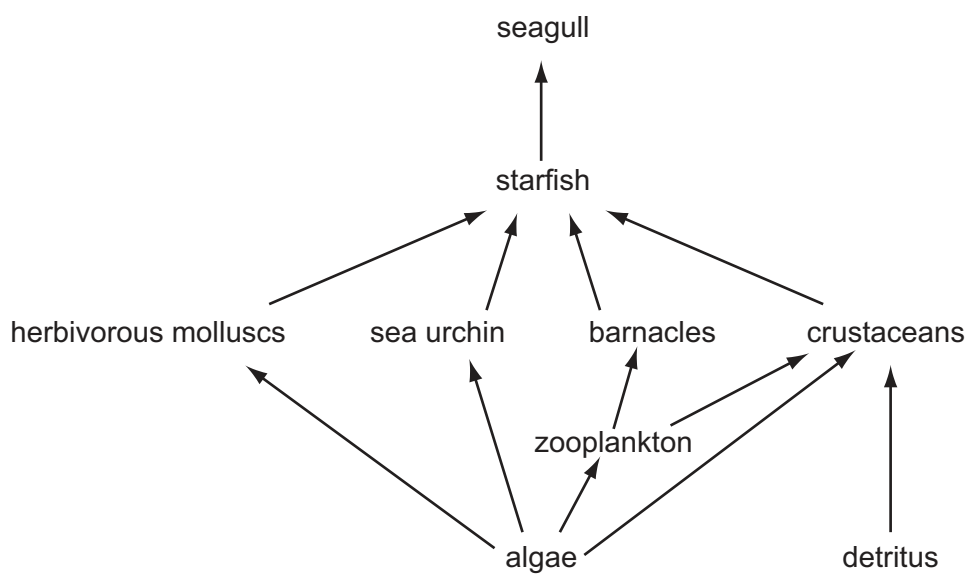 seagull
starfish
herbivorous molluscs
sea urchin
barnacles
crustaceans
zooplankton
algae
detritus